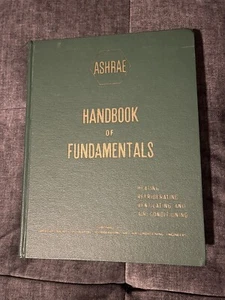 ASHRAE
HANDBOOK
OF
FUNDAMENTALS
HEATING
REFRIGERATING
VENTILATING AND
AIR CONDITIONING